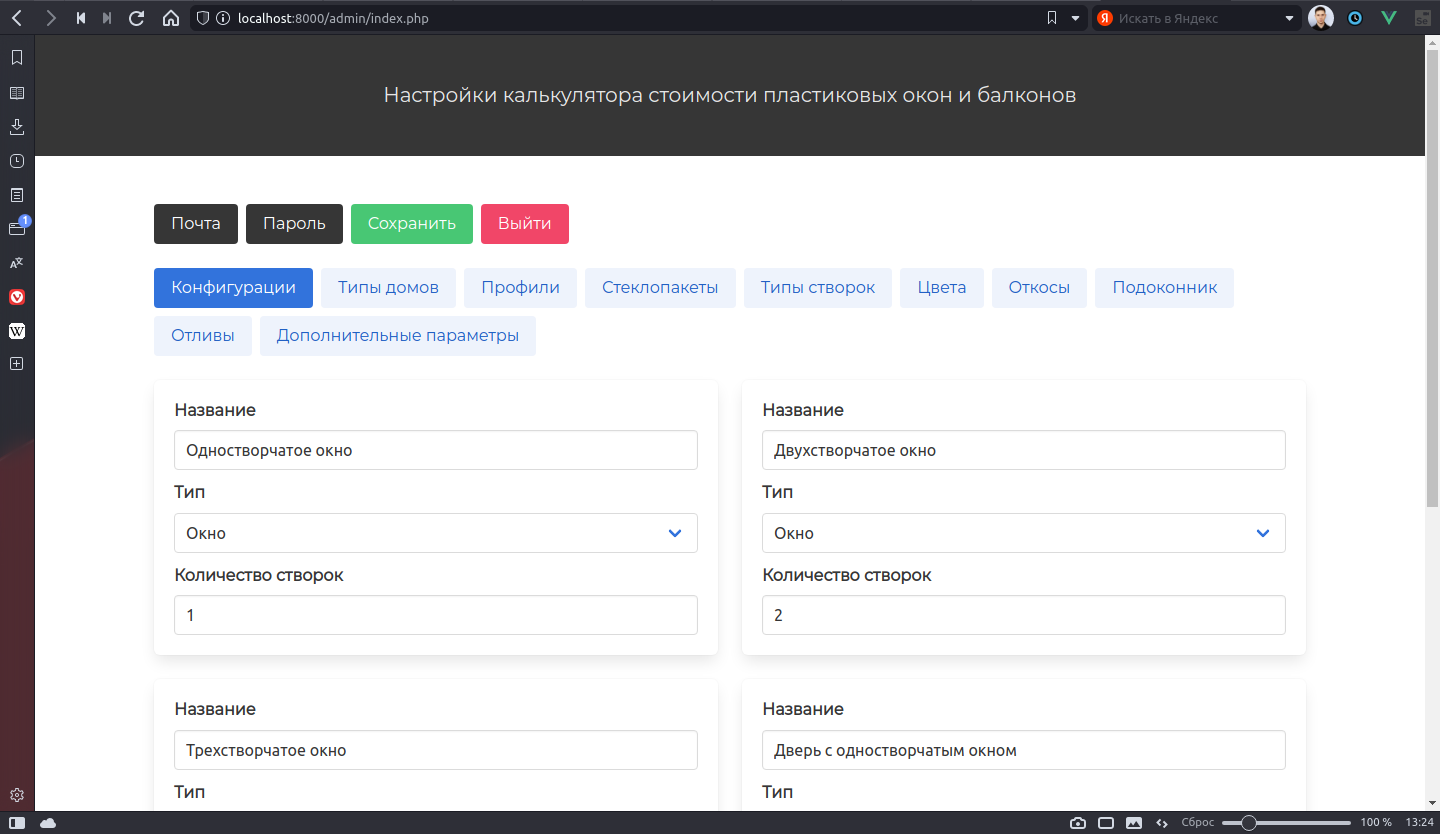 localhost:8000/admin/index.php
Я Искать в Яндекс
Se
Настройки калькулятора стоимости пластиковых окон и балконов
1
W
Почта Пароль Сохранить Выйти
Конфигурации Типы домов Профили Стеклопакеты Типы створок Цвета Откосы Подоконник
Отливы Дополнительные параметры
Название Название
Одностворчатое окно Двухстворчатое окно
Тип Тип
Окно Окно
Количество створок Количество створок
1 2
Название Название
Трехстворчатое окно Дверь с одностворчатым окном
Тип Тип
Сброс 100 % 13:24